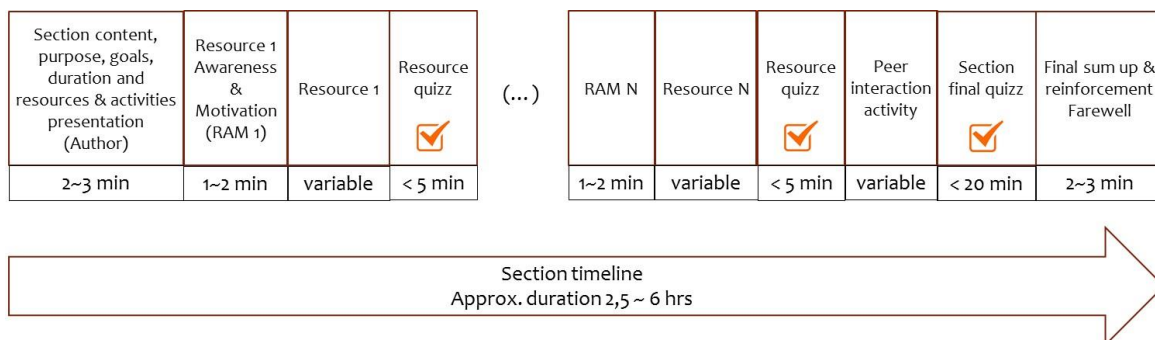 Section content,
purpose, goals,
duration and
resources & activities
presentation
(Author)
Resource 1
Awareness
&
Motivation
(RAM 1)
Resource 1
Resource
quizz
(...)
RAM N
Resource N
Resource
quizz
Peer
interaction
activity
Section
final quizz
Final sum up &
reinforcement
Farewell
2~3 min
1~2 min
variable
< 5 min
1~2 min
variable
< 5 min
variable
< 20 min
2~3 min
Section timeline
Approx. duration 2,5 ~ 6 hrs